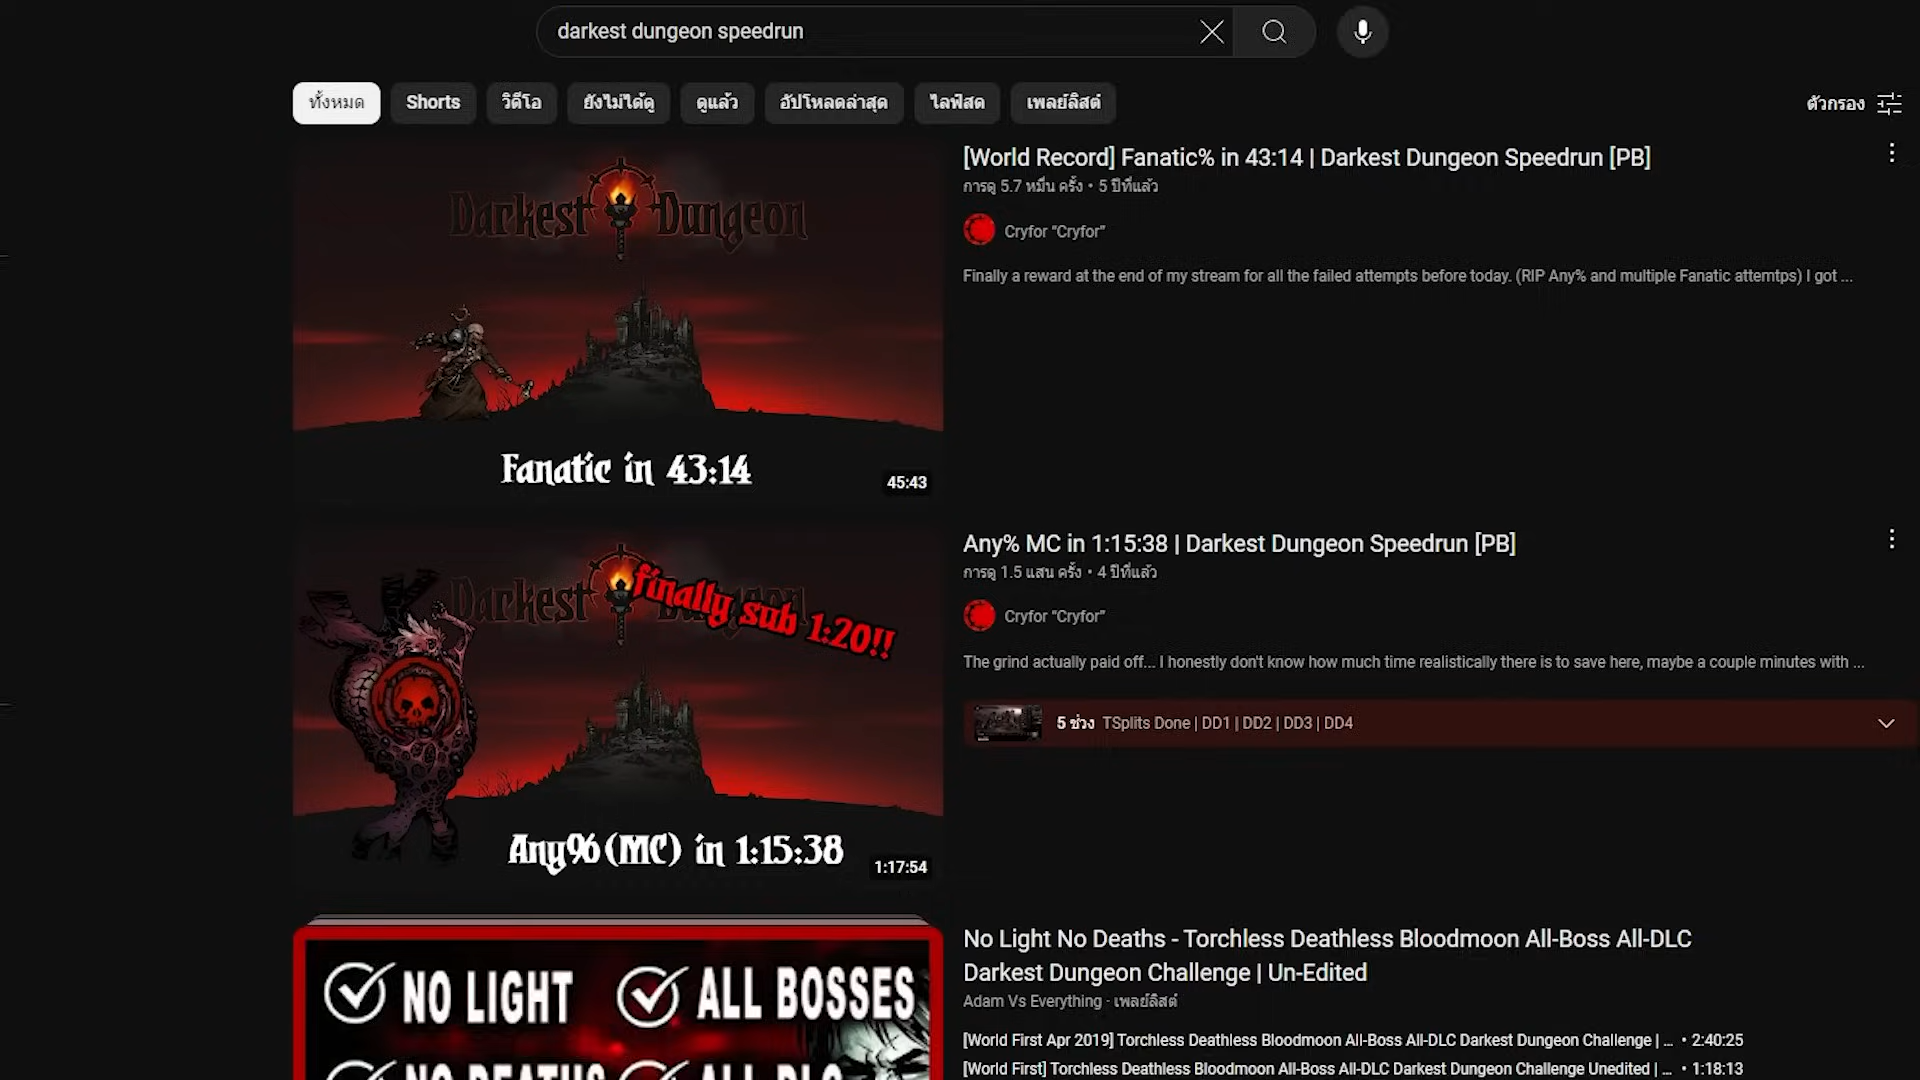 darkest dungeon speedrun
ทั้งหมด
Shorts
วิดีโอ
ยังไม่ได้ดู
ดูแล้ว
อัปโหลดล่าสุด
ไลฟ์สด
เพลย์ลิสต์
ตัวกรอง
Darkest Dungeon
Fanatic in 43:14
45:43
[World Record] Fanatic% in 43:14 | Darkest Dungeon Speedrun [PB]
การดู 5.7 หมื่น ครั้ง • 5 ปีที่แล้ว
Cryfor “Cryfor”
Finally a reward at the end of my stream for all the failed attempts before today. (RIP Any% and multiple Fanatic attemtps) I got ...
Darkest Dungeon
finally sub 1:20!!
Any%(MC) in 1:15:38
1:17:54
Any% MC in 1:15:38 | Darkest Dungeon Speedrun [PB]
การดู 1.5 แสน ครั้ง • 4 ปีที่แล้ว
Cryfor “Cryfor”
The grind actually paid off... I honestly don't know how much time realistically there is to save here, maybe a couple minutes with ...
5 ช่วง TSplits Done | DD1 | DD2 | DD3 | DD4
NO LIGHT
ALL BOSSES
NO DEATHS
ALL DLC
No Light No Deaths - Torchless Deathless Bloodmoon All-Boss All-DLC
Darkest Dungeon Challenge | Un-Edited
Adam Vs Everything · เพลย์ลิสต์
[World First Apr 2019] Torchless Deathless Bloodmoon All-Boss All-DLC Darkest Dungeon Challenge | ... • 2:40:25
[World First] Torchless Deathless Bloodmoon All-Boss All-DLC Darkest Dungeon Challenge Unedited | ... • 1:18:13